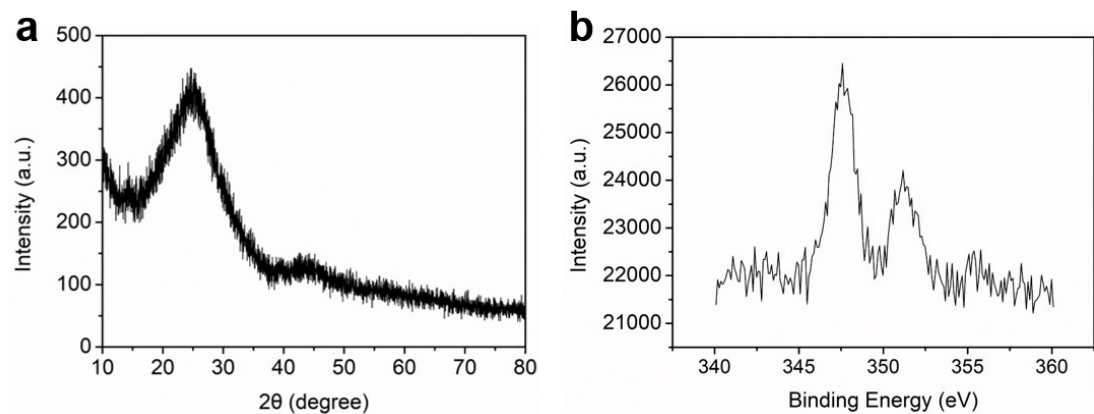 a
500
400
300
200
100
0
10 20 30 40 50 60 70 80
2θ (degree)
Intensity (a.u.)
b
27000
26000
25000
24000
23000
22000
21000
340 345 350 355 360
Binding Energy (eV)
Intensity (a.u.)